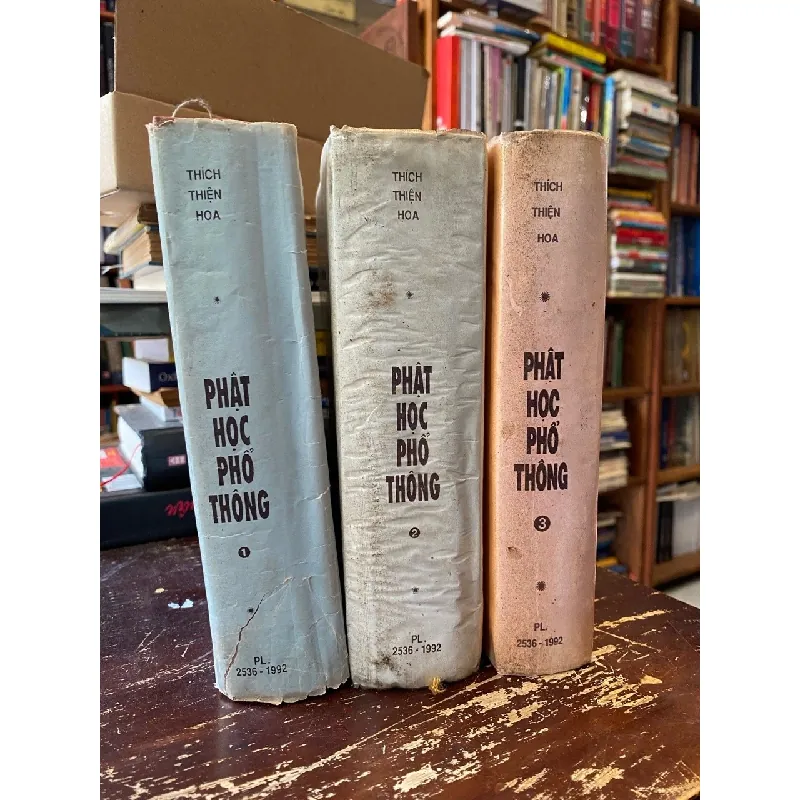 THÍCH
THIỆN
HOA
*
PHẬT
HỌC
PHỔ
THÔNG
1
*
PL.
2536-1992
THÍCH
THIỆN
HOA
*
PHẬT
HỌC
PHỔ
THÔNG
2
*
PL.
2536-1992
THÍCH
THIỆN
HOA
*
PHẬT
HỌC
PHỔ
THÔNG
3
*
PL.
2536-1992